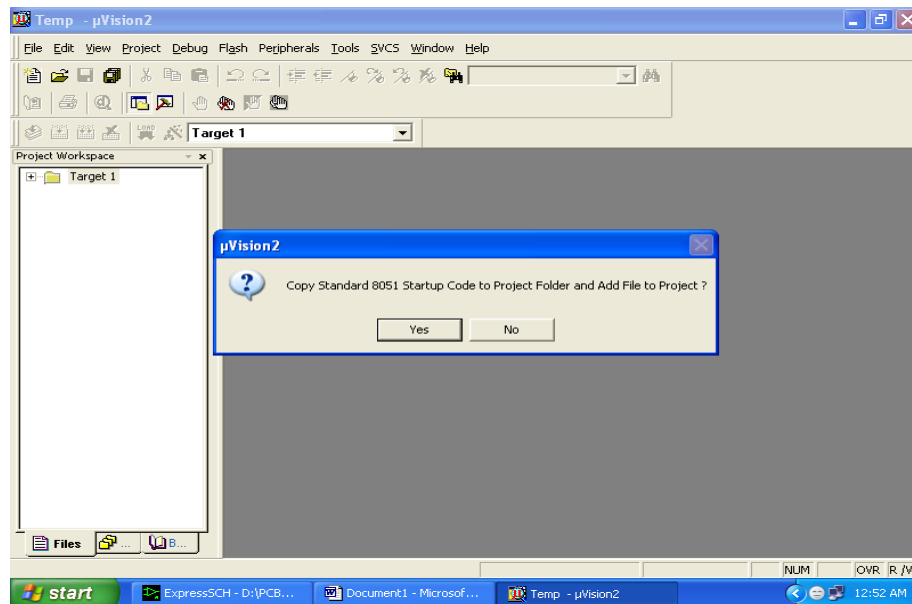 Temp - µVision2
File Edit View Project Debug Flash Peripherals Tools SVCS Window Help
LOAD
Target 1
Project Workspace
Target 1
µVision2
Copy Standard 8051 Startup Code to Project Folder and Add File to Project ?
Yes No
Files ... B...
NUM OVR R /W
start ExpressSCH - D:\PCB... Document1 - Microsof... Temp - µVision2 12:52 AM